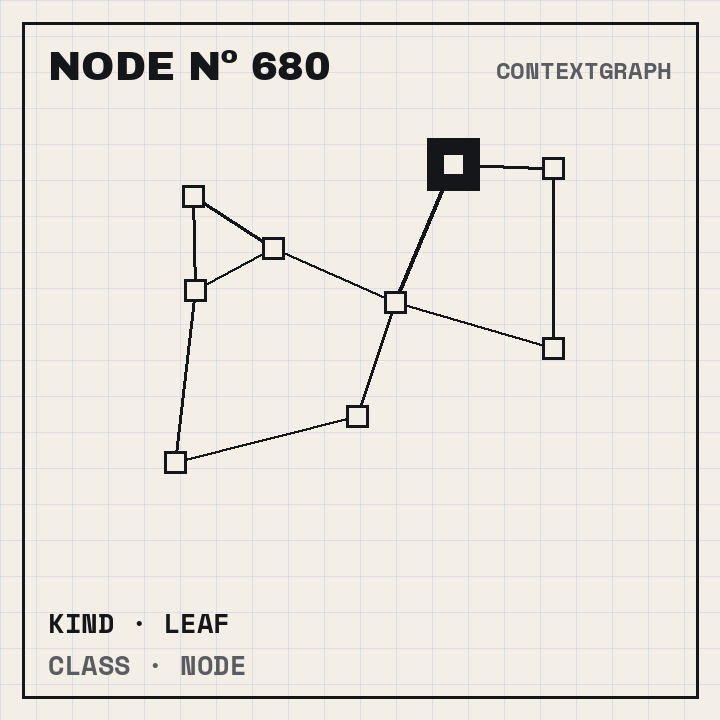 NODE Nº 680
CONTEXTGRAPH
KIND · LEAF
CLASS · NODE